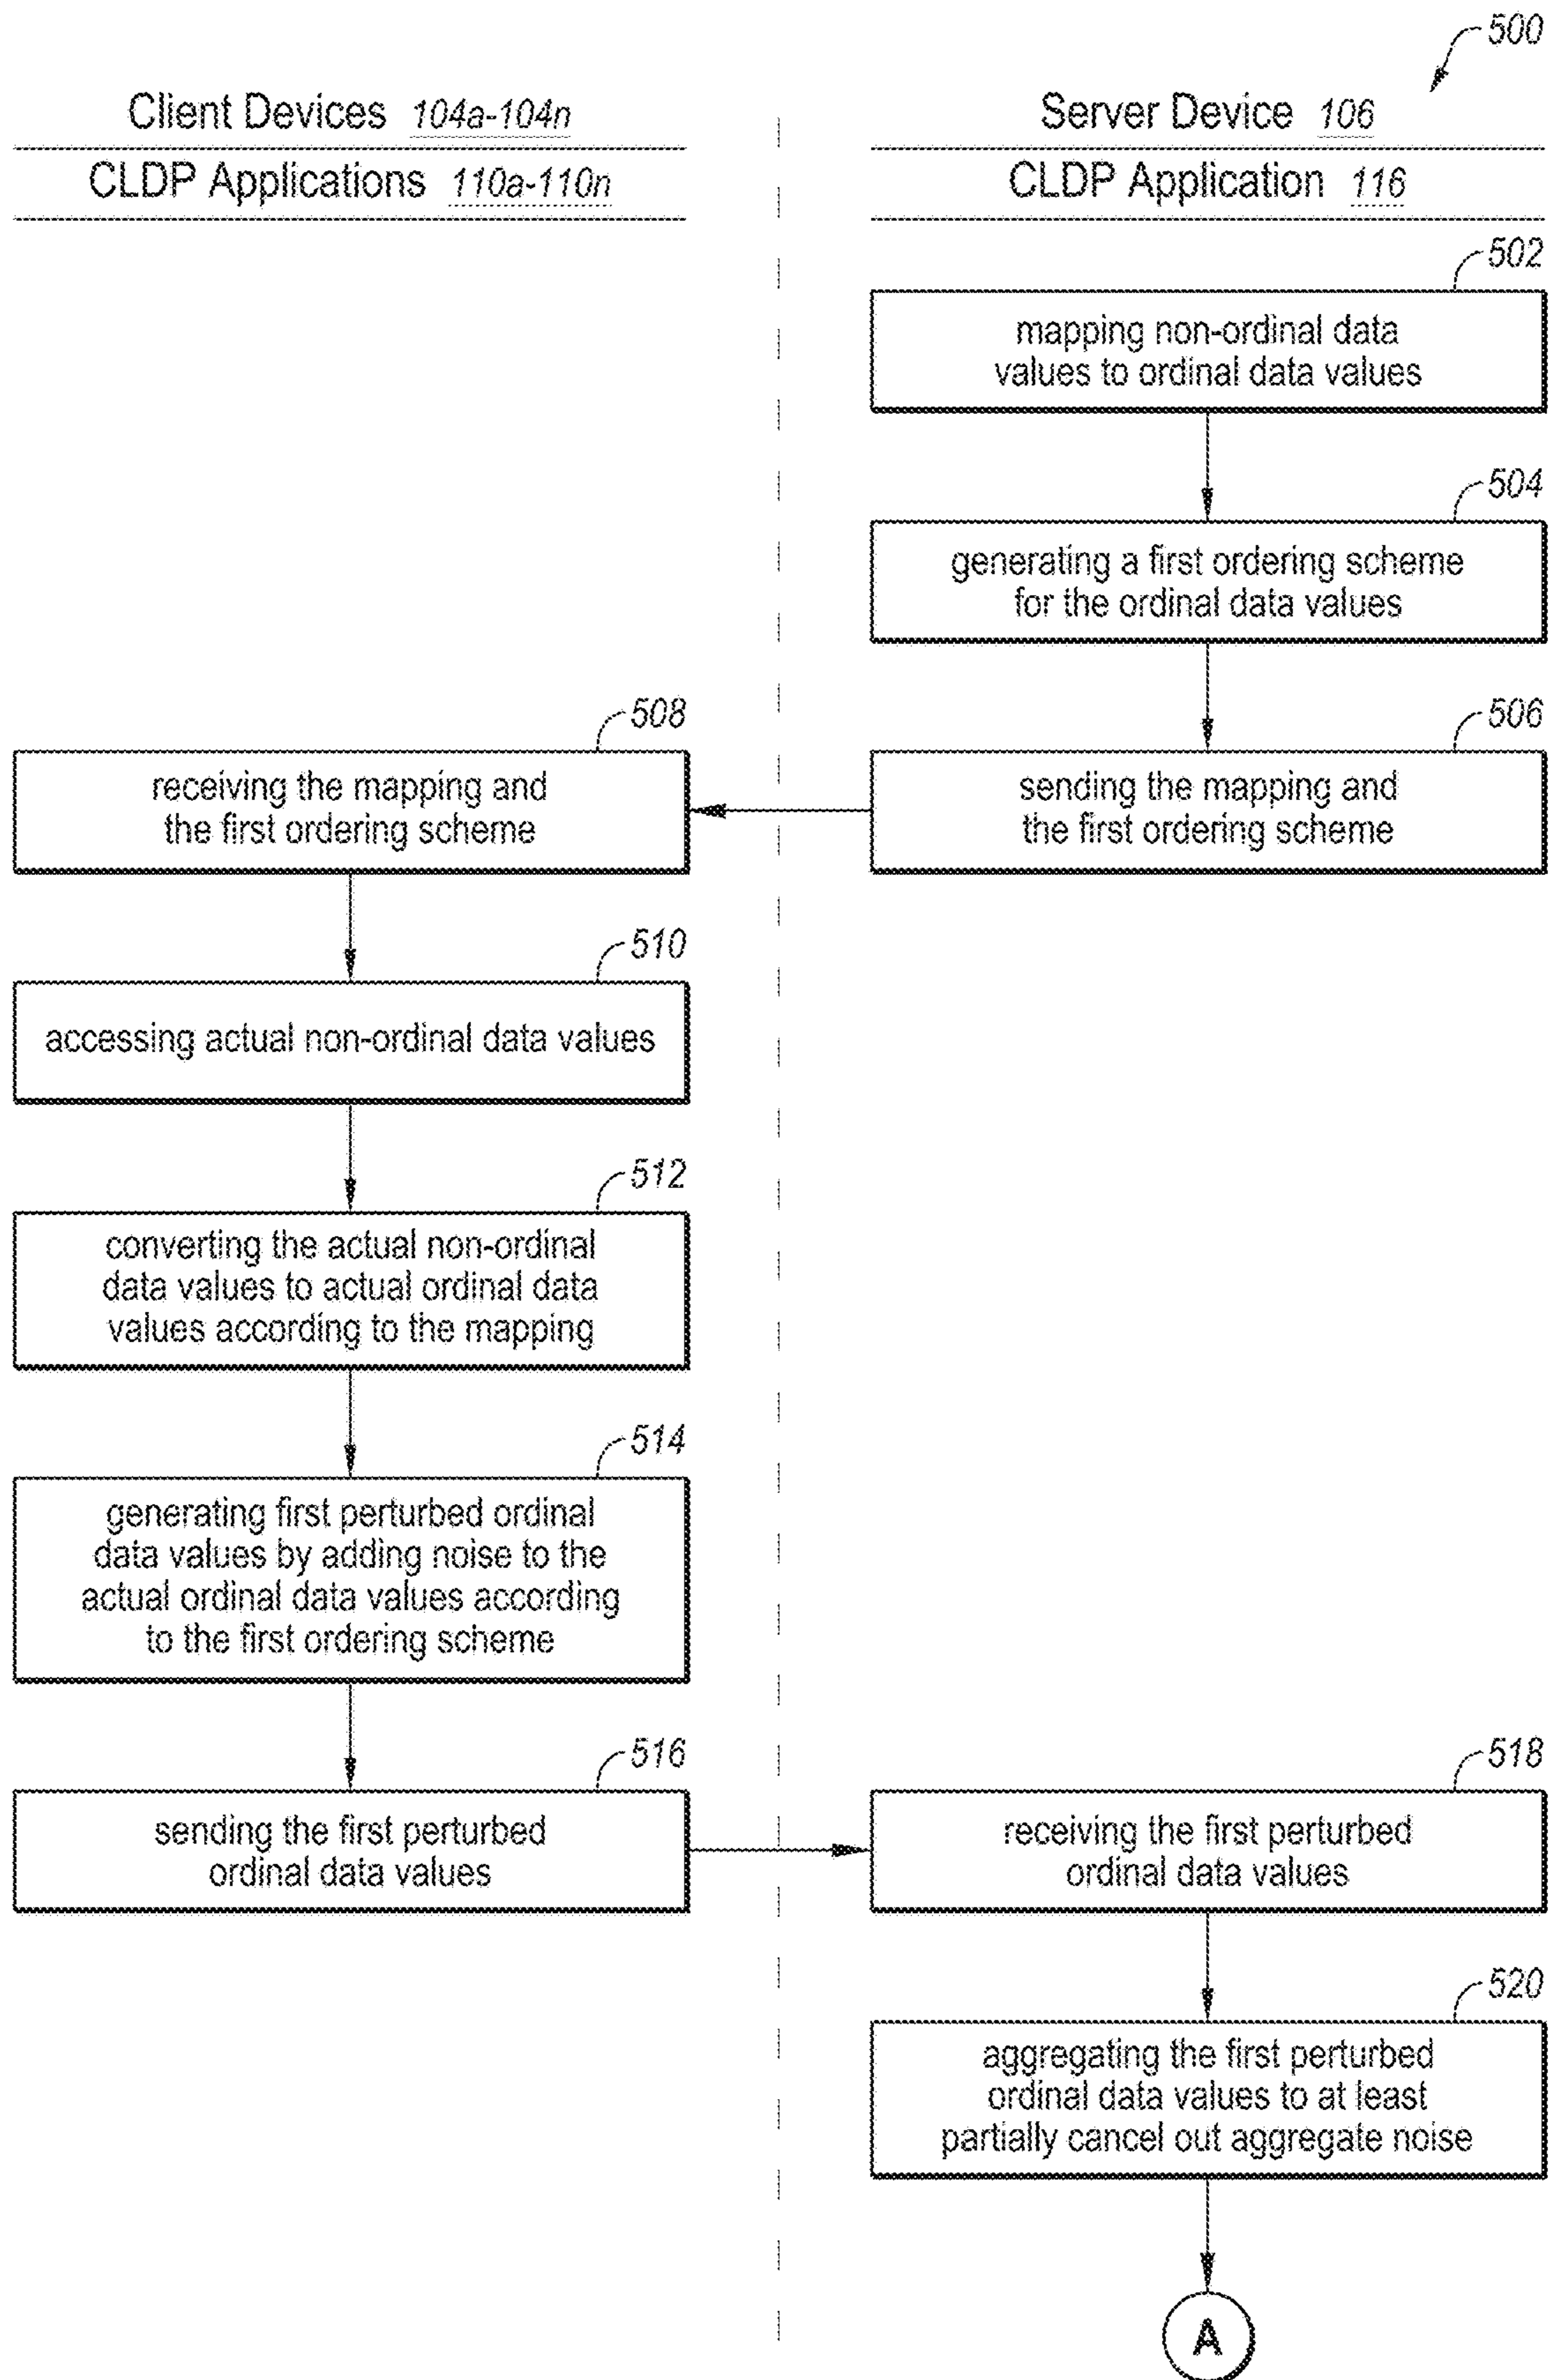 500
Client Devices 104a-104n
Server Device 106
CLDP Applications 110a-110n
CLDP Application 116
502
mapping non-ordinal data
values to ordinal data values
504
generating a first ordering scheme
for the ordinal data values
506
sending the mapping and
the first ordering scheme
508
receiving the mapping and
the first ordering scheme
510
accessing actual non-ordinal data values
512
converting the actual non-ordinal
data values to actual ordinal data
values according to the mapping
514
generating first perturbed ordinal
data values by adding noise to the
actual ordinal data values according
to the first ordering scheme
516
sending the first perturbed
ordinal data values
518
receiving the first perturbed
ordinal data values
520
aggregating the first perturbed
ordinal data values to at least
partially cancel out aggregate noise
A